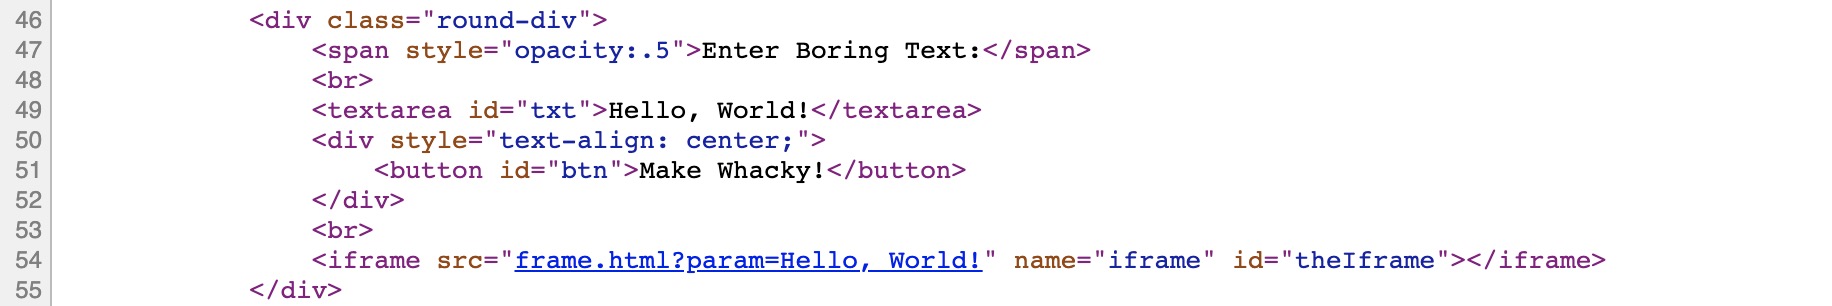 46 <div class="round-div">
47 <span style="opacity:.5">Enter Boring Text:</span>
48 <br>
49 <textarea id="txt">Hello, World!</textarea>
50 <div style="text-align: center;">
51 <button id="btn">Make Whacky!</button>
52 </div>
53 <br>
54 <iframe src="frame.html?param=Hello, World!" name="iframe" id="theIframe"></iframe>
55 </div>